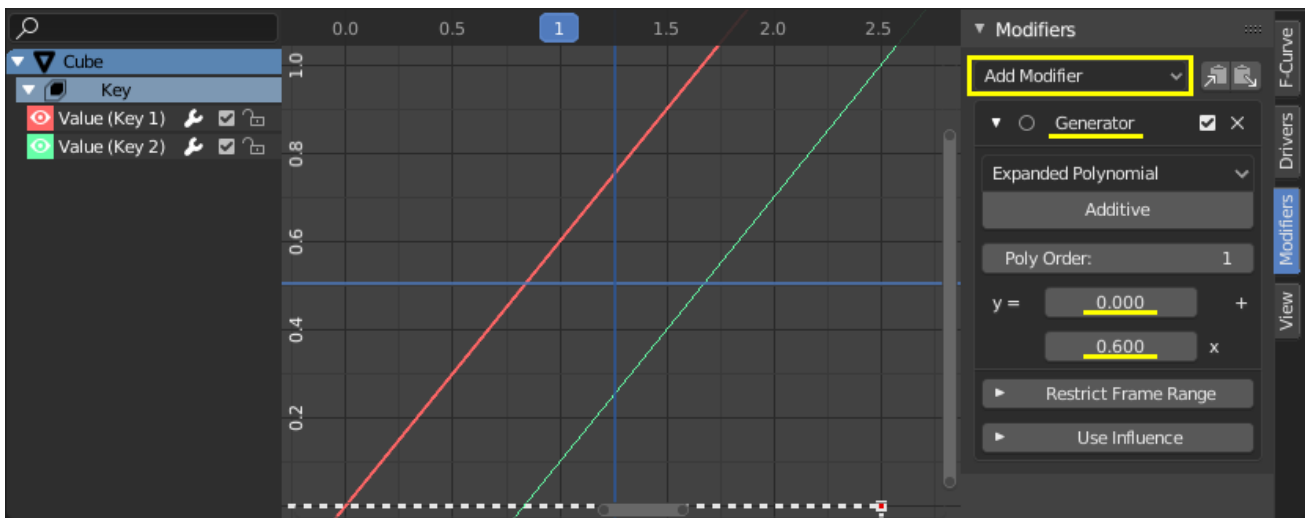 0.0 0.5 1 1.5 2.0 2.5
Modifiers
Cube
Key
Value (Key 1)
Value (Key 2)
1.0
0.8
0.6
0.4
0.2
Add Modifier
Generator
Expanded Polynomial
Additive
Poly Order: 1
y = 0.000 +
0.600 x
Restrict Frame Range
Use Influence
F-Curve
Drivers
Modifiers
View